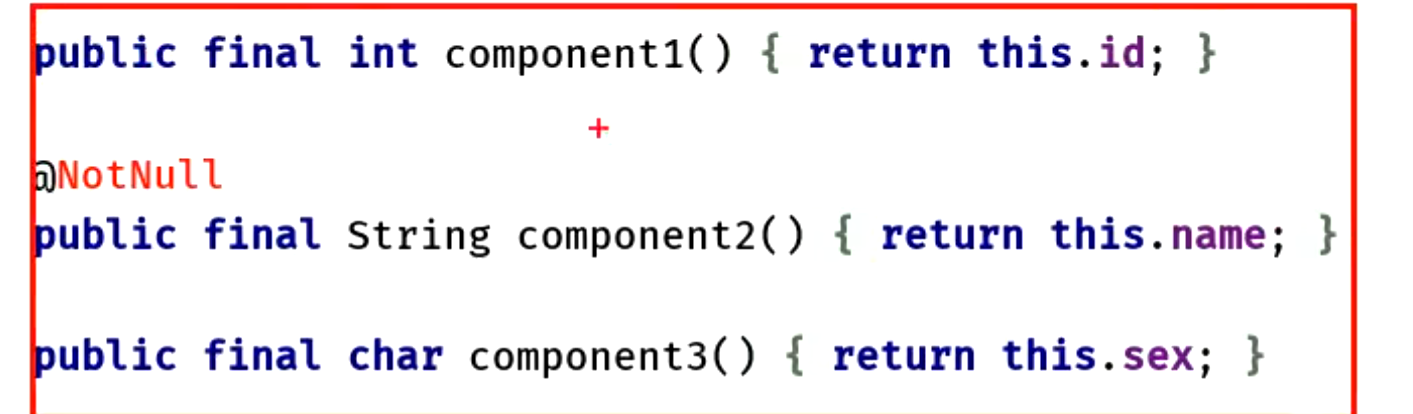 public final int component1() { return this.id; }
+
@NotNull
public final String component2() { return this.name; }
public final char component3() { return this.sex; }